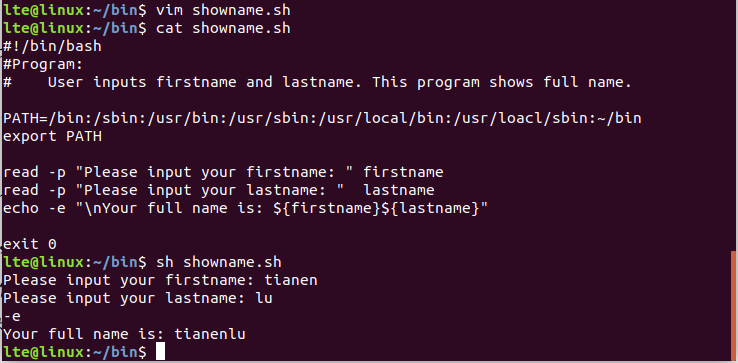 lte@linux:~/bin$ vim showname.sh
lte@linux:~/bin$ cat showname.sh
#!/bin/bash
#Program:
#    User inputs firstname and lastname. This program shows full name.
PATH=/bin:/sbin:/usr/bin:/usr/sbin:/usr/local/bin:/usr/loacl/sbin:~/bin
export PATH
read -p "Please input your firstname: " firstname
read -p "Please input your lastname: "  lastname
echo -e "\nYour full name is: ${firstname}${lastname}"
exit 0
lte@linux:~/bin$ sh showname.sh
Please input your firstname: tianen
Please input your lastname: lu
-e
Your full name is: tianenlu
lte@linux:~/bin$